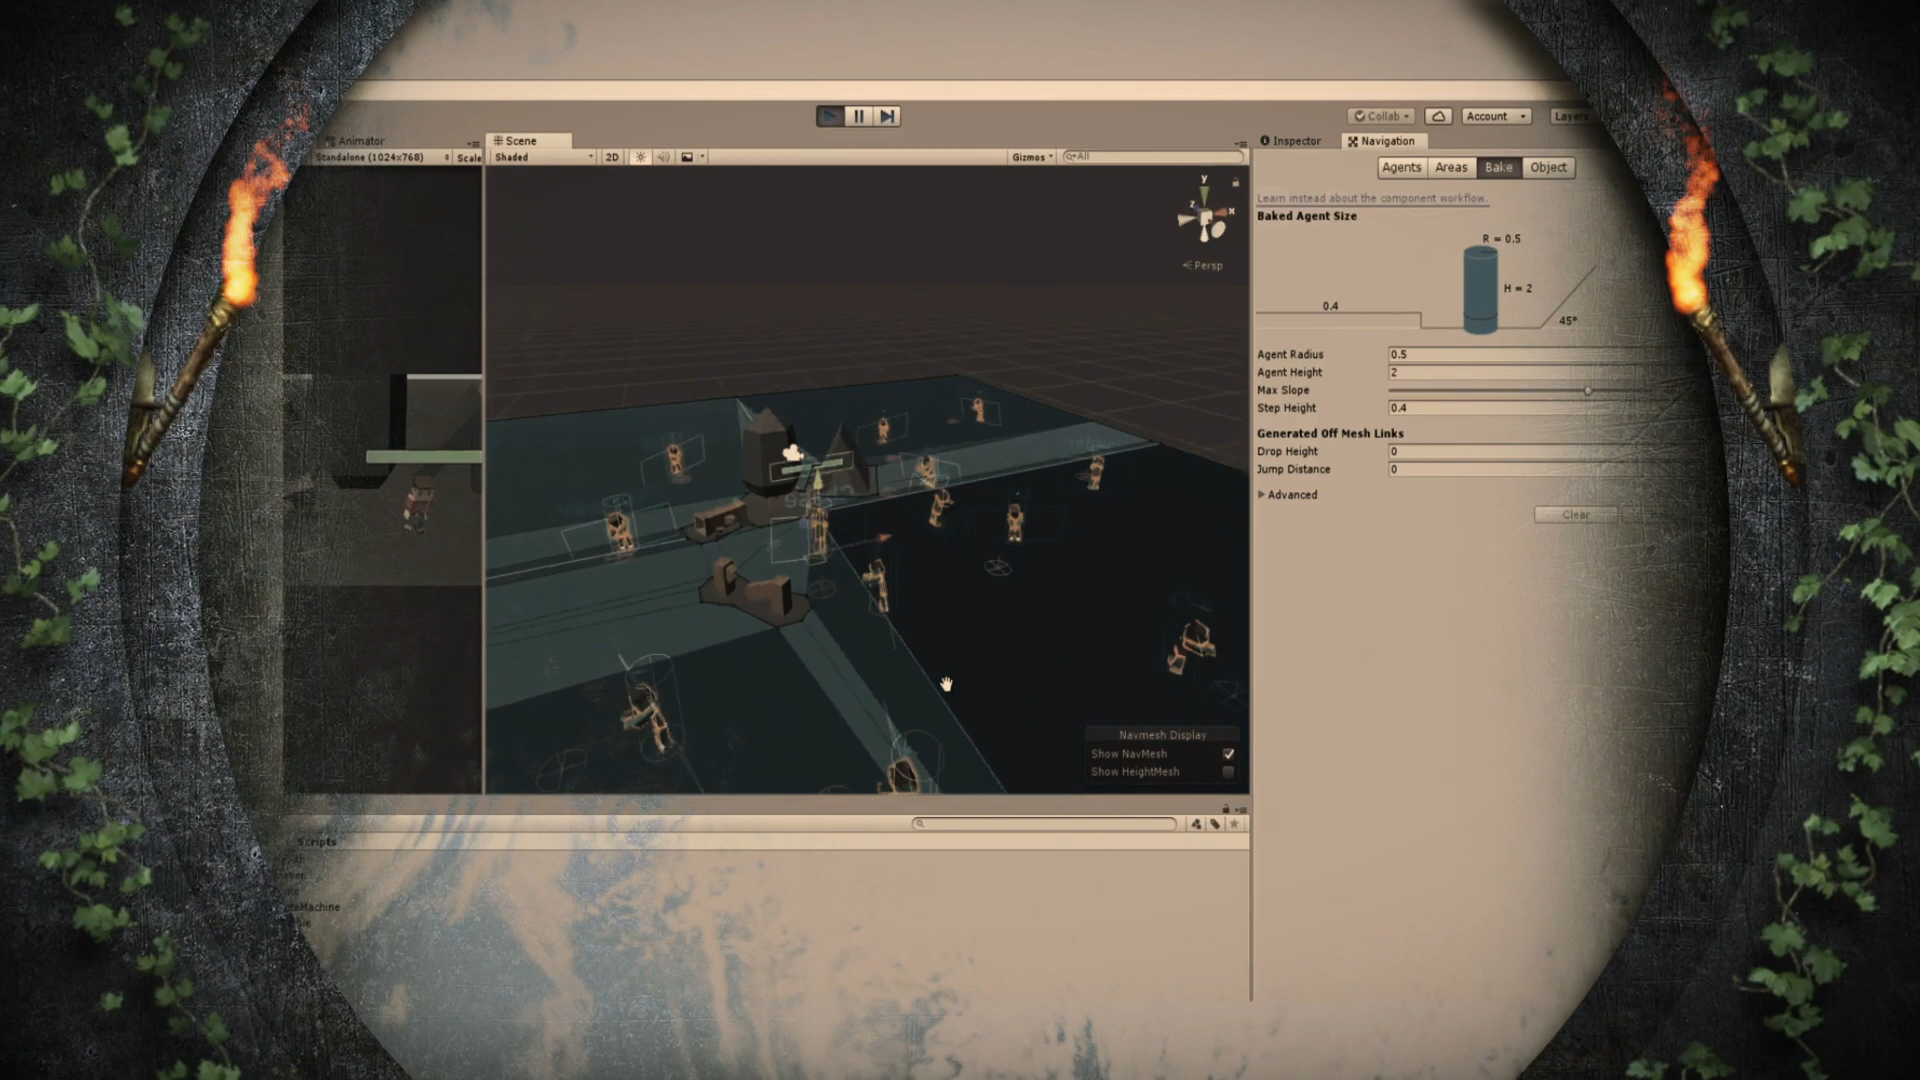 Collab
Account
Layers
Animator
Scene
Inspector
Navigation
Standalone (1024x768)
Scale
Shaded
2D
Gizmos
All
Agents
Areas
Bake
Object
Learn instead about the component workflow.
Baked Agent Size
y
z
x
Persp
R = 0.5
H = 2
0.4
45°
Agent Radius
0.5
Agent Height
2
Max Slope
Step Height
0.4
Generated Off Mesh Links
Drop Height
0
Jump Distance
0
Advanced
Clear
Navmesh Display
Show NavMesh
Show HeightMesh
Scripts
teMachine